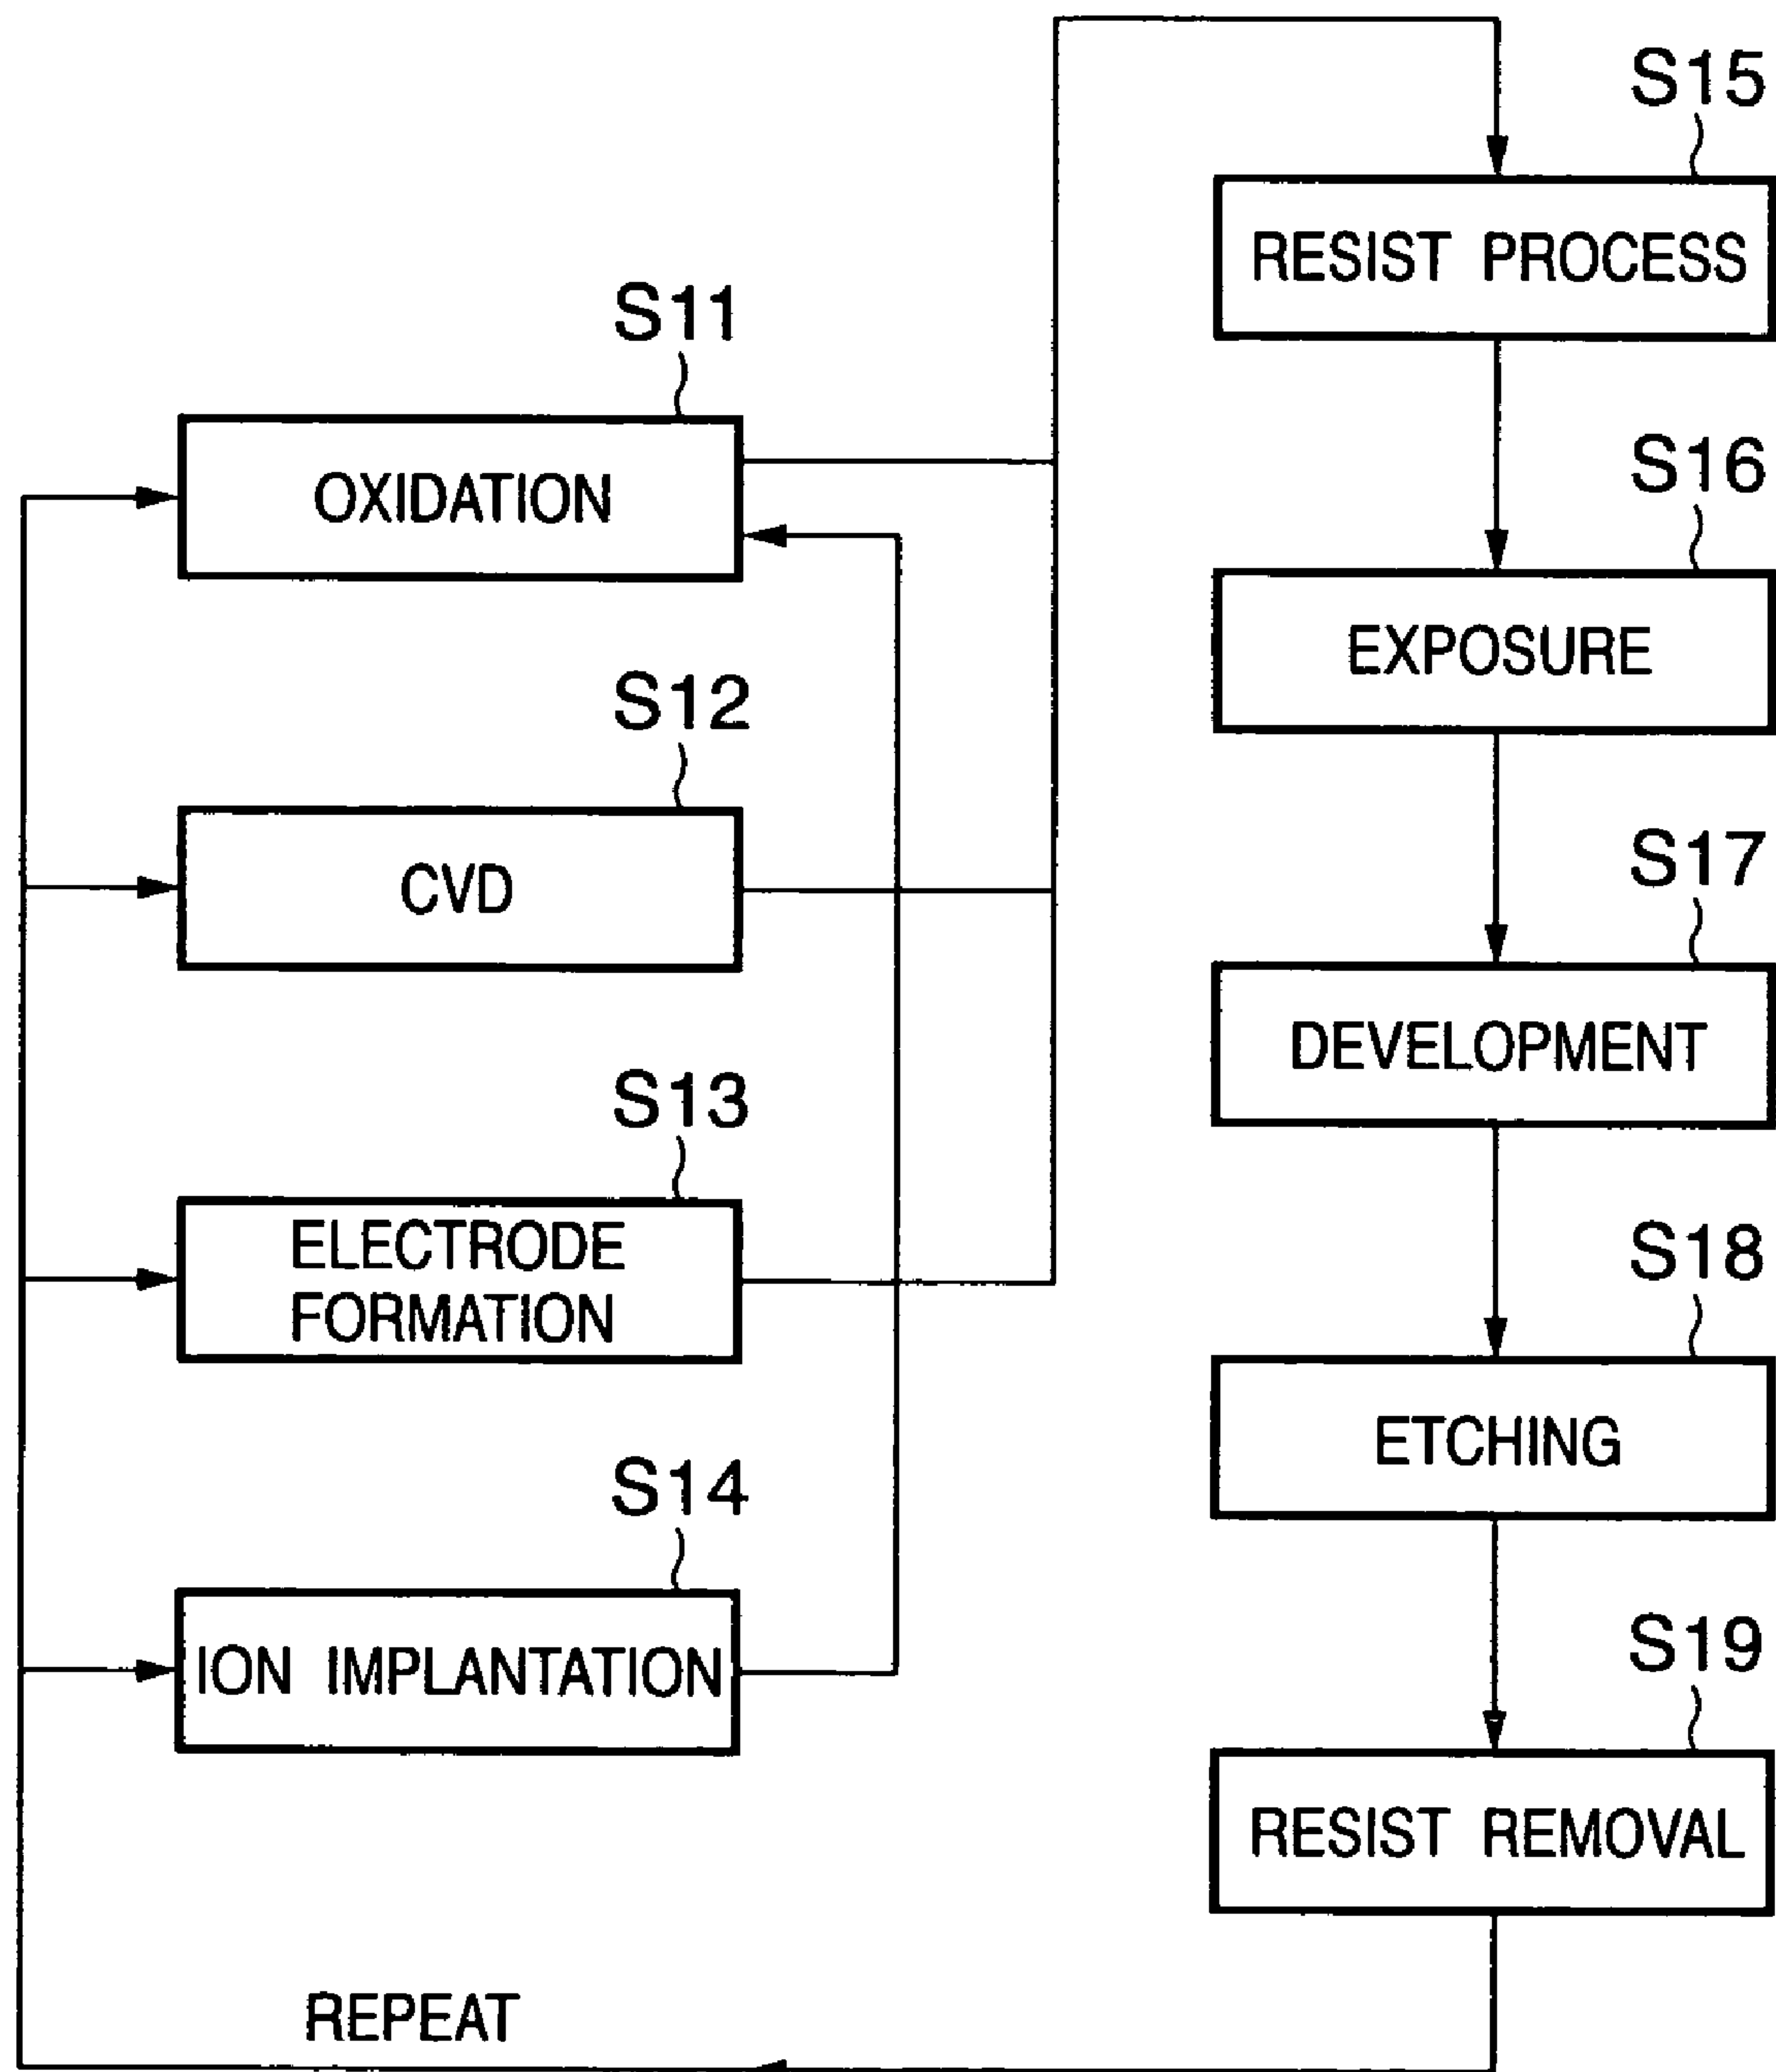 S11
OXIDATION
S12
CVD
S13
ELECTRODE
FORMATION
S14
ION IMPLANTATION
S15
RESIST PROCESS
S16
EXPOSURE
S17
DEVELOPMENT
S18
ETCHING
S19
RESIST REMOVAL
REPEAT